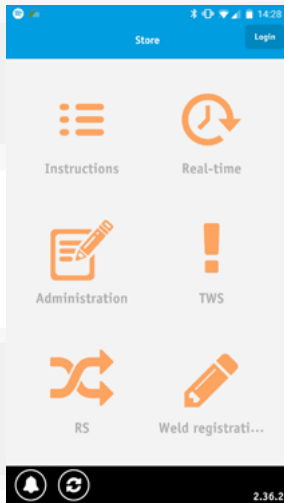 14:28
Store
Login
Instructions
Real-time
Administration
TWS
RS
Weld registrati...
2.36.2